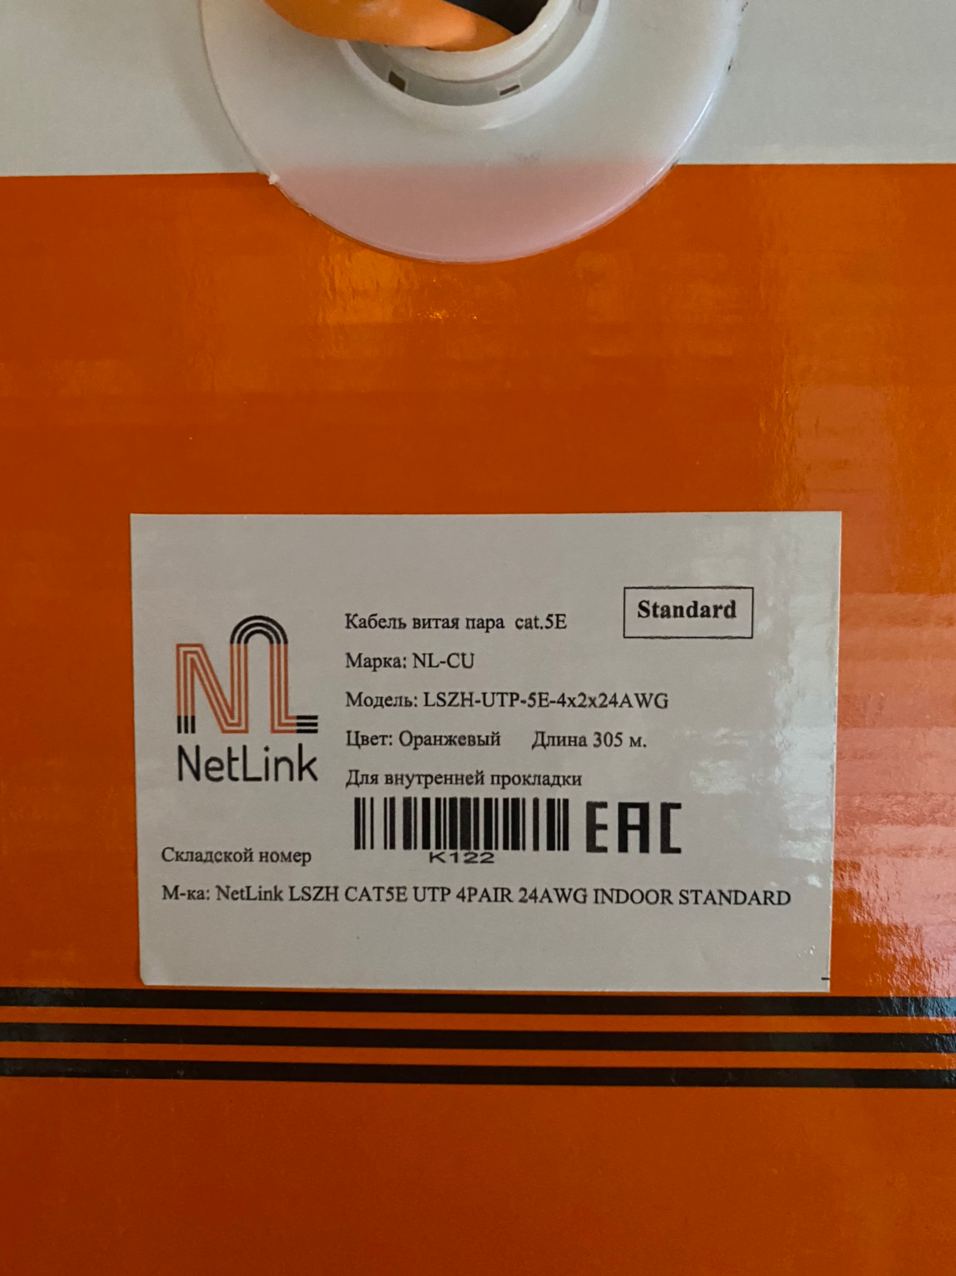 Кабель витая пара cat.5E
Standard
Марка: NL-CU
Модель: LSZH-UTP-5E-4x2x24AWG
Цвет: Оранжевый Длина 305 м.
Для внутренней прокладки
NL
NetLink
EAC
K122
Складской номер
М-ка: NetLink LSZH CAT5E UTP 4PAIR 24AWG INDOOR STANDARD